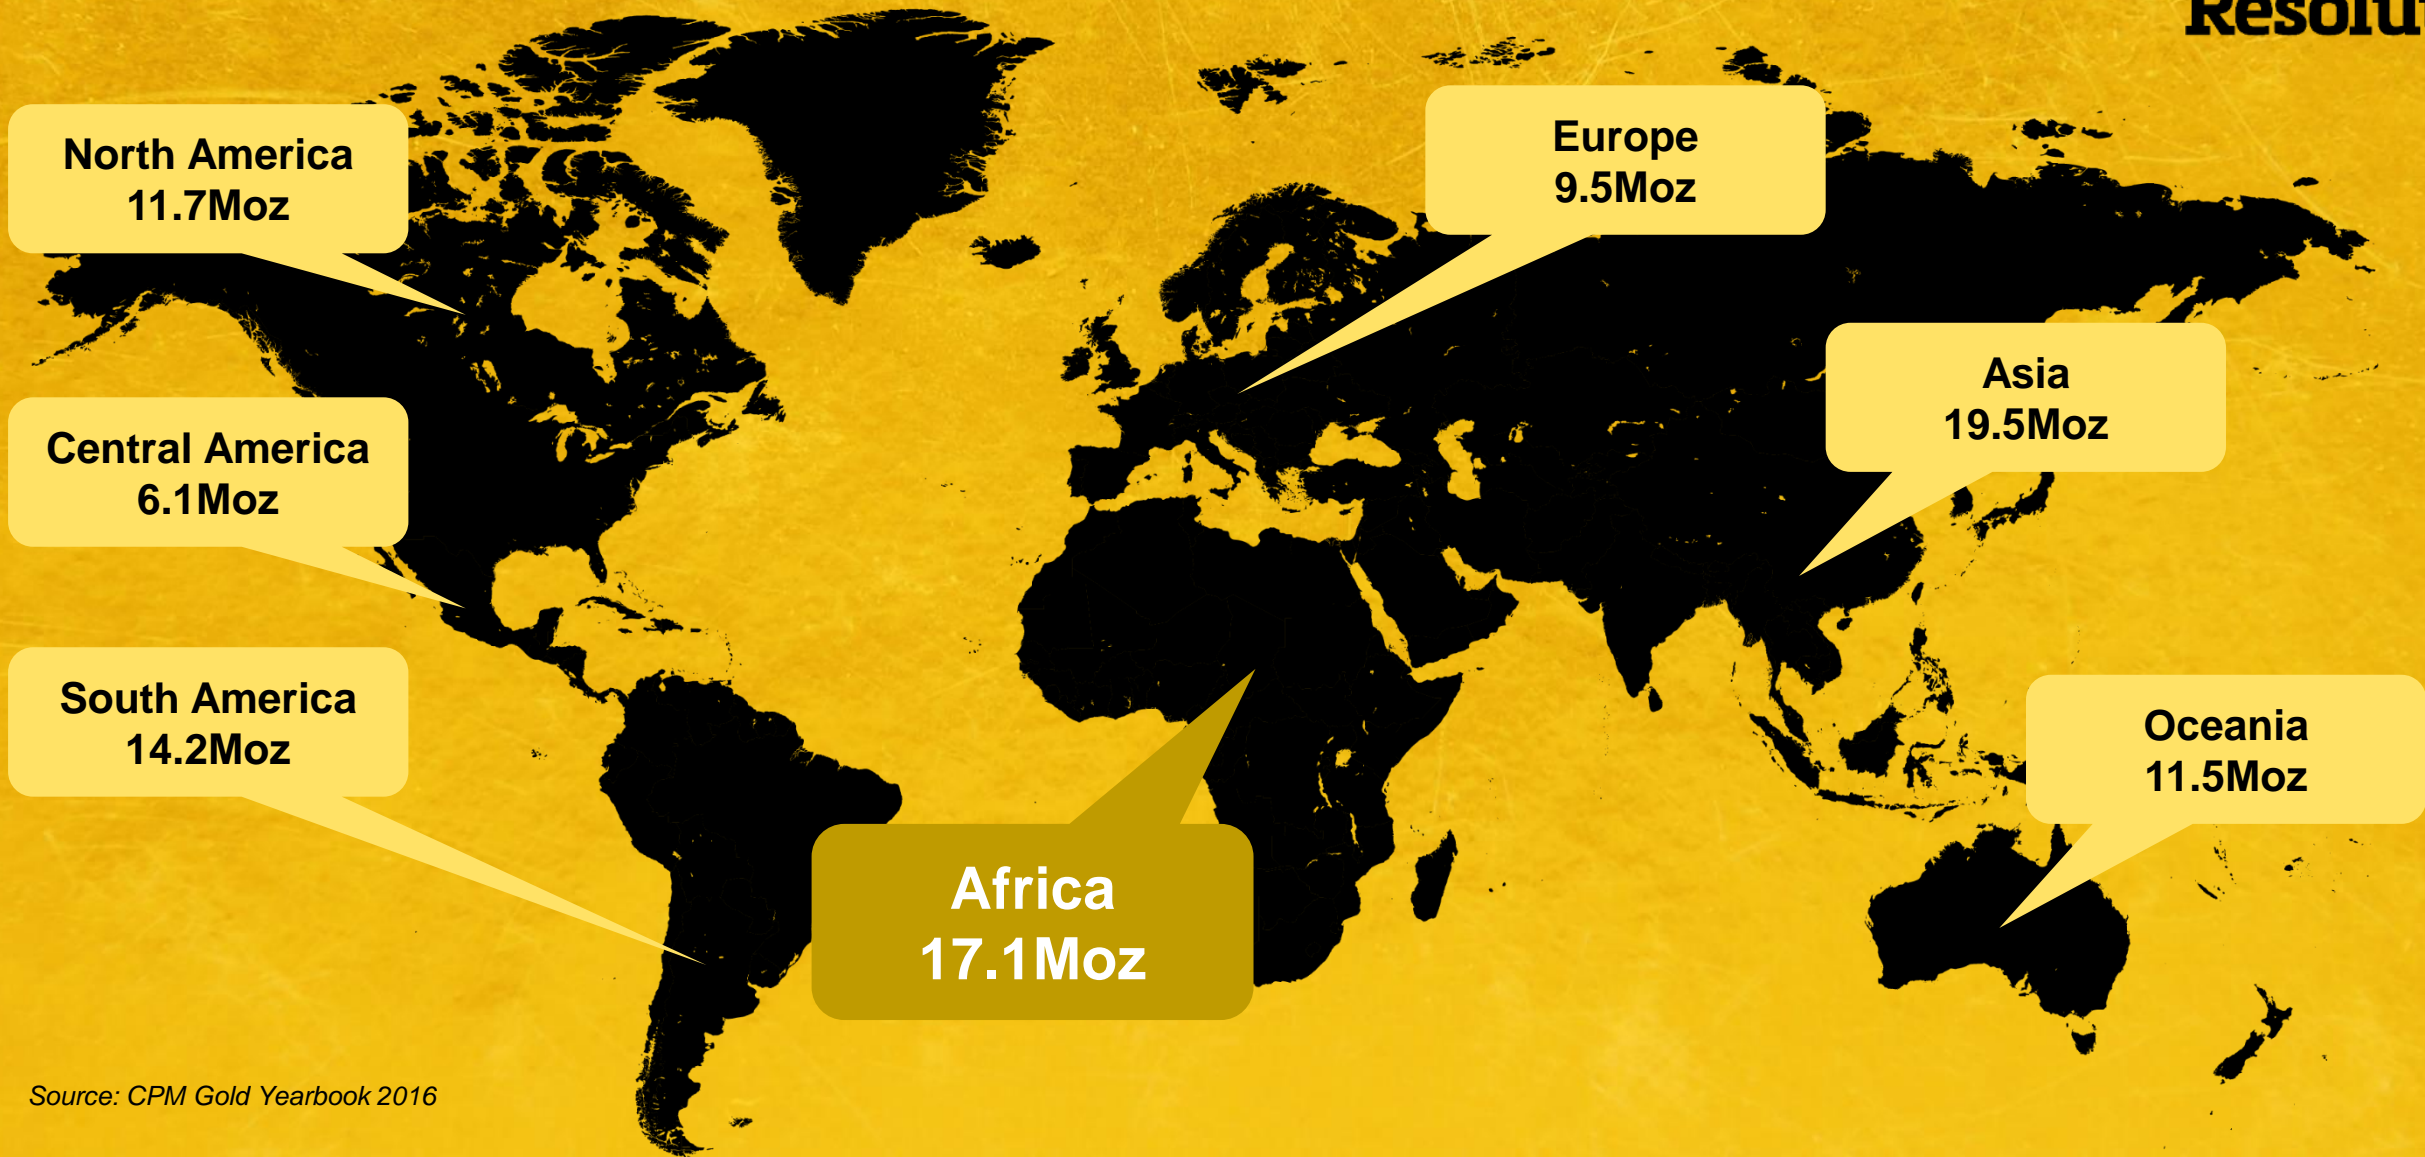 North America
11.7Moz
Europe
9.5Moz
Asia
19.5Moz
Central America
6.1Moz
South America
14.2Moz
Oceania
11.5Moz
Africa
17.1Moz
Source: CPM Gold Yearbook 2016